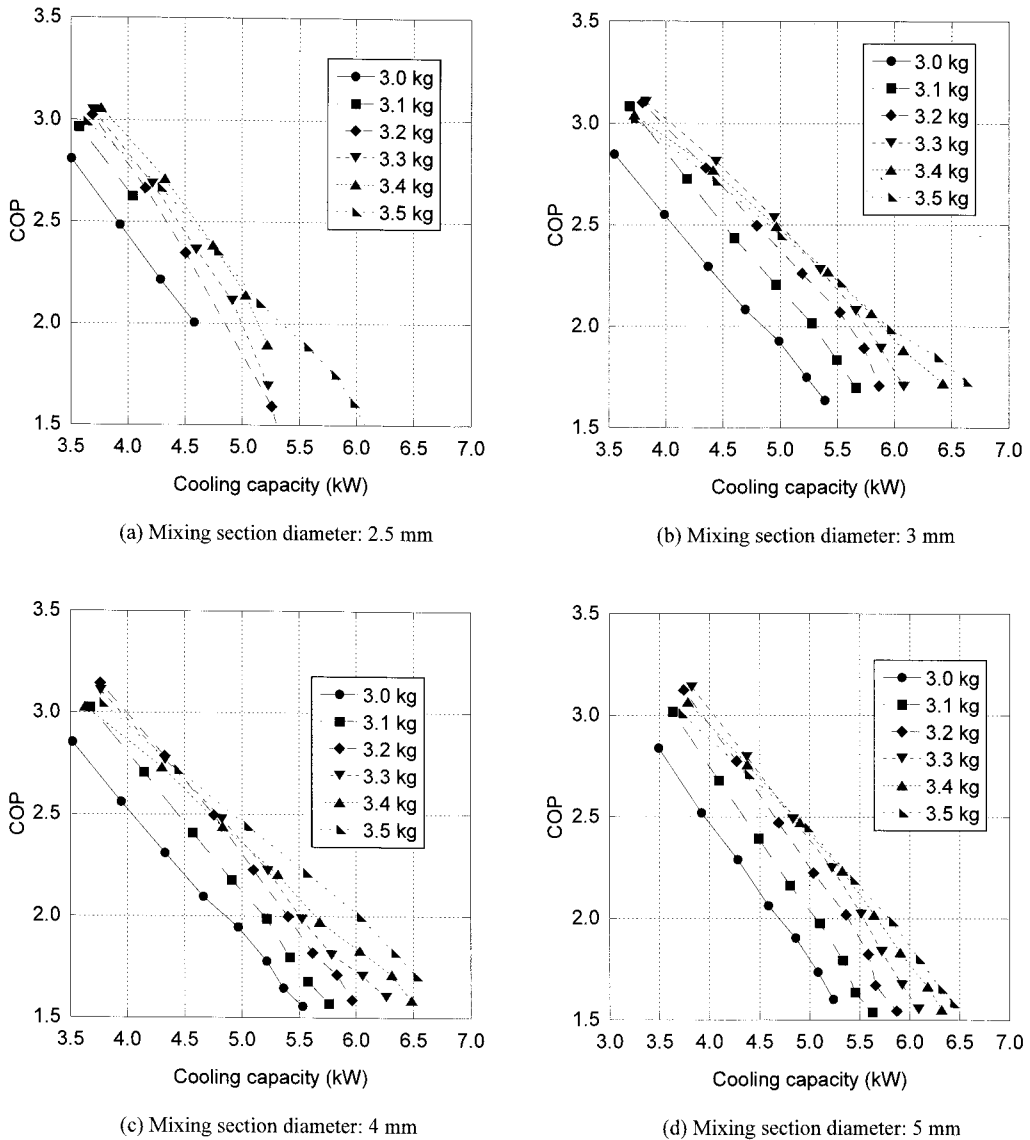 3.5
3.0
2.5
2.0
1.5
COP
3.0 kg
3.1 kg
3.2 kg
3.3 kg
3.4 kg
3.5 kg
3.5 4.0 4.5 5.0 5.5 6.0 6.5 7.0
Cooling capacity (kW)
(a) Mixing section diameter: 2.5 mm
3.5
3.0
2.5
2.0
1.5
COP
3.0 kg
3.1 kg
3.2 kg
3.3 kg
3.4 kg
3.5 kg
3.5 4.0 4.5 5.0 5.5 6.0 6.5 7.0
Cooling capacity (kW)
(b) Mixing section diameter: 3 mm
3.5
3.0
2.5
2.0
1.5
COP
3.0 kg
3.1 kg
3.2 kg
3.3 kg
3.4 kg
3.5 kg
3.5 4.0 4.5 5.0 5.5 6.0 6.5 7.0
Cooling capacity (kW)
(c) Mixing section diameter: 4 mm
3.5
3.0
2.5
2.0
1.5
COP
3.0 kg
3.1 kg
3.2 kg
3.3 kg
3.4 kg
3.5 kg
3.0 3.5 4.0 4.5 5.0 5.5 6.0 6.5 7.0
Cooling capacity (kW)
(d) Mixing section diameter: 5 mm